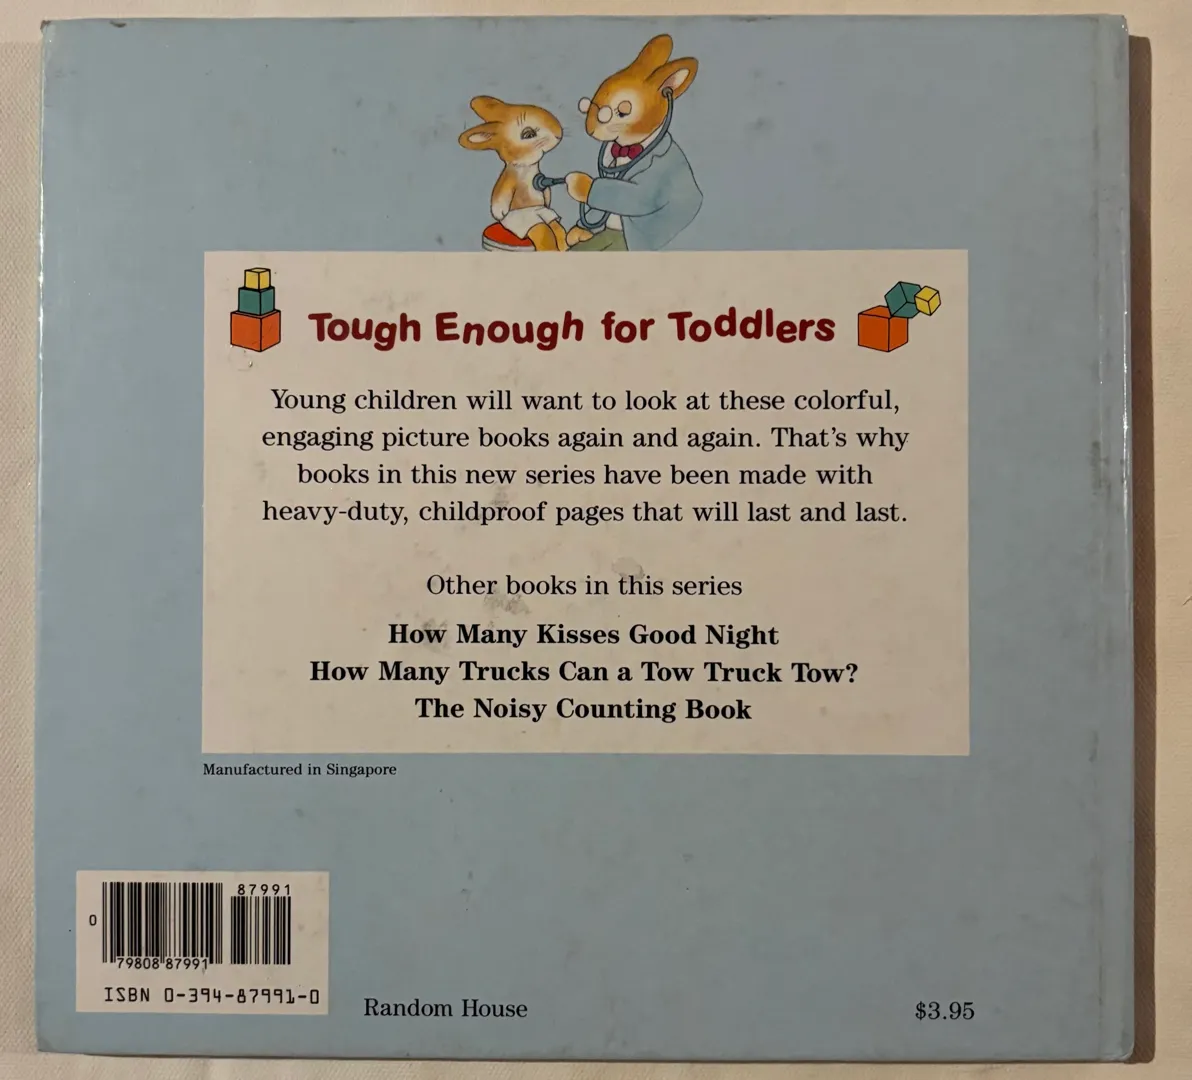 Tough Enough for Toddlers
Young children will want to look at these colorful,
engaging picture books again and again. That's why
books in this new series have been made with
heavy-duty, childproof pages that will last and last.
Other books in this series
How Many Kisses Good Night
How Many Trucks Can a Tow Truck Tow?
The Noisy Counting Book
Manufactured in Singapore
87991
0
79808 87991
ISBN 0-394-87991-0
Random House
$3.95